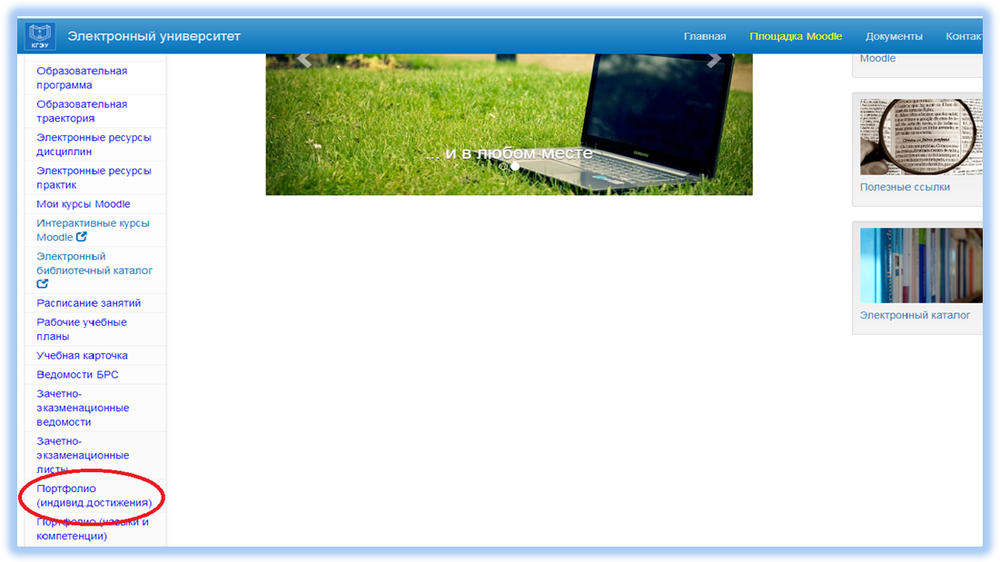 КГЭУ
Электронный университет
Главная
Площадка Moodle
Документы
Контакт
Образовательная
программа
Образовательная
траектория
Электронные ресурсы
дисциплин
Электронные ресурсы
практик
Мои курсы Moodle
Интерактивные курсы
Moodle
Электронный
библиотечный каталог
Расписание занятий
Рабочие учебные
планы
Учебная карточка
Ведомости БРС
Зачетно-
экзаменационные
ведомости
Зачетно-
экзаменационные
листы
Портфолио
(индивид.достижения)
Портфолио (навыки и
компетенции)
... и в любом месте
SAMSUNG
Moodle
Полезные ссылки
Электронный каталог